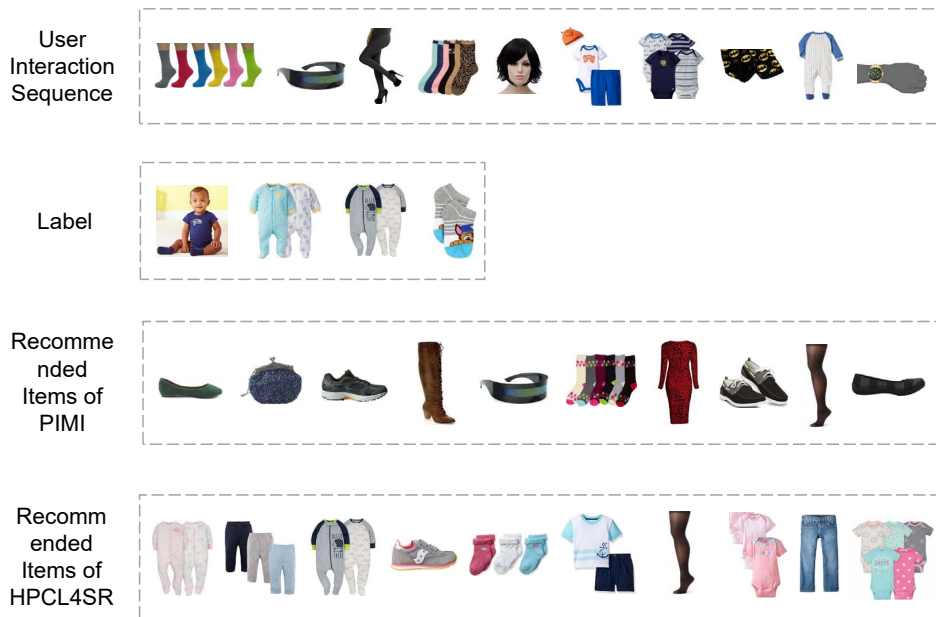 User
Interaction
Sequence
Label
Recomme
nded
Items of
PIMI
Recomm
ended
Items of
HPCL4SR